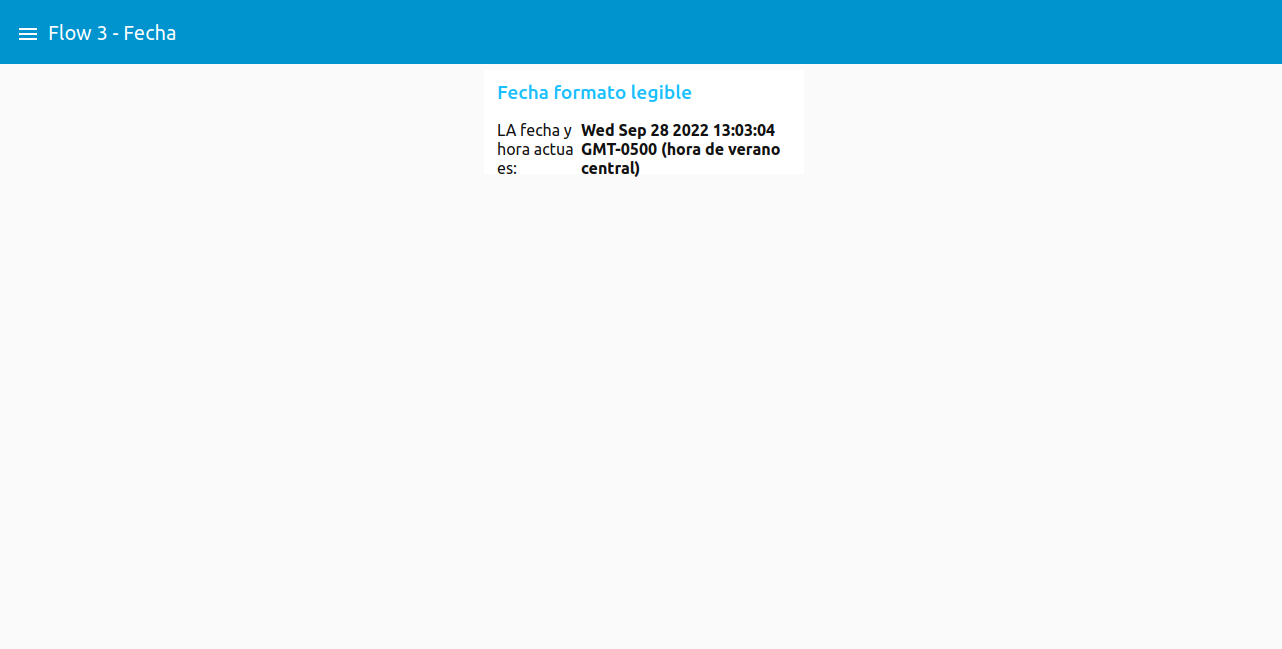 Flow 3 - Fecha
Fecha formato legible
LA fecha y
hora actua
es:
Wed Sep 28 2022 13:03:04
GMT-0500 (hora de verano
central)